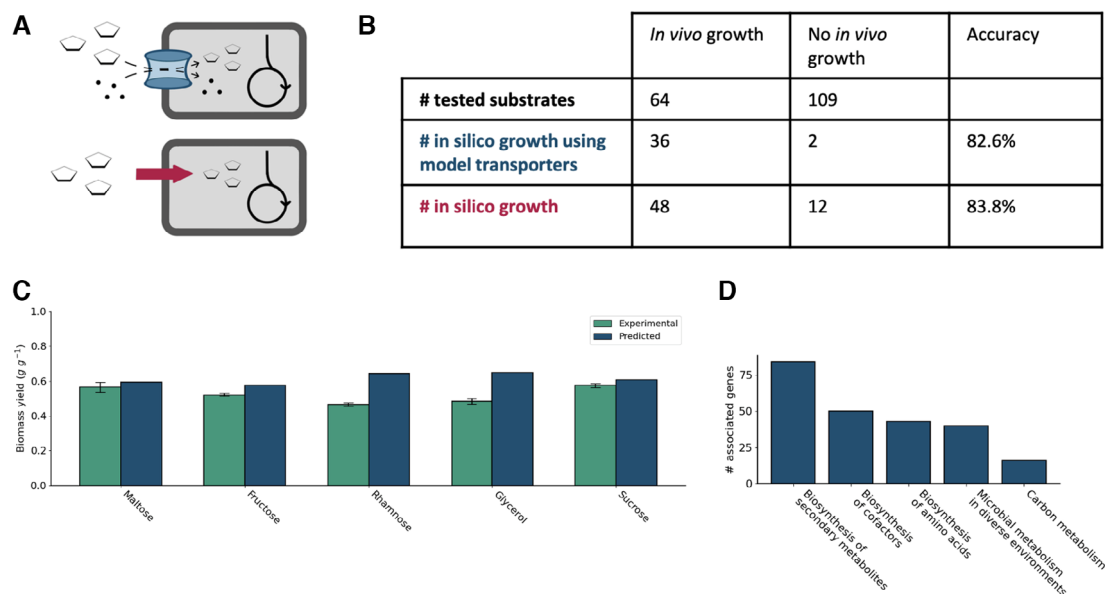 A
B
In vivo growth
No in vivo
growth
Accuracy
# tested substrates
64
109
# in silico growth using
model transporters
36
2
82.6%
# in silico growth
48
12
83.8%
C
1.0
0.8
0.6
0.4
0.2
0.0
Biomass yield (g g⁻¹)
Experimental
Predicted
Maltose
Fructose
Rhamnose
Glycerol
Sucrose
D
75
50
25
0
# associated genes
Biosynthesis of
secondary metabolites
Biosynthesis
of cofactors
Biosynthesis
of amino acids
Microbial metabolism
in diverse environments
Carbon metabolism